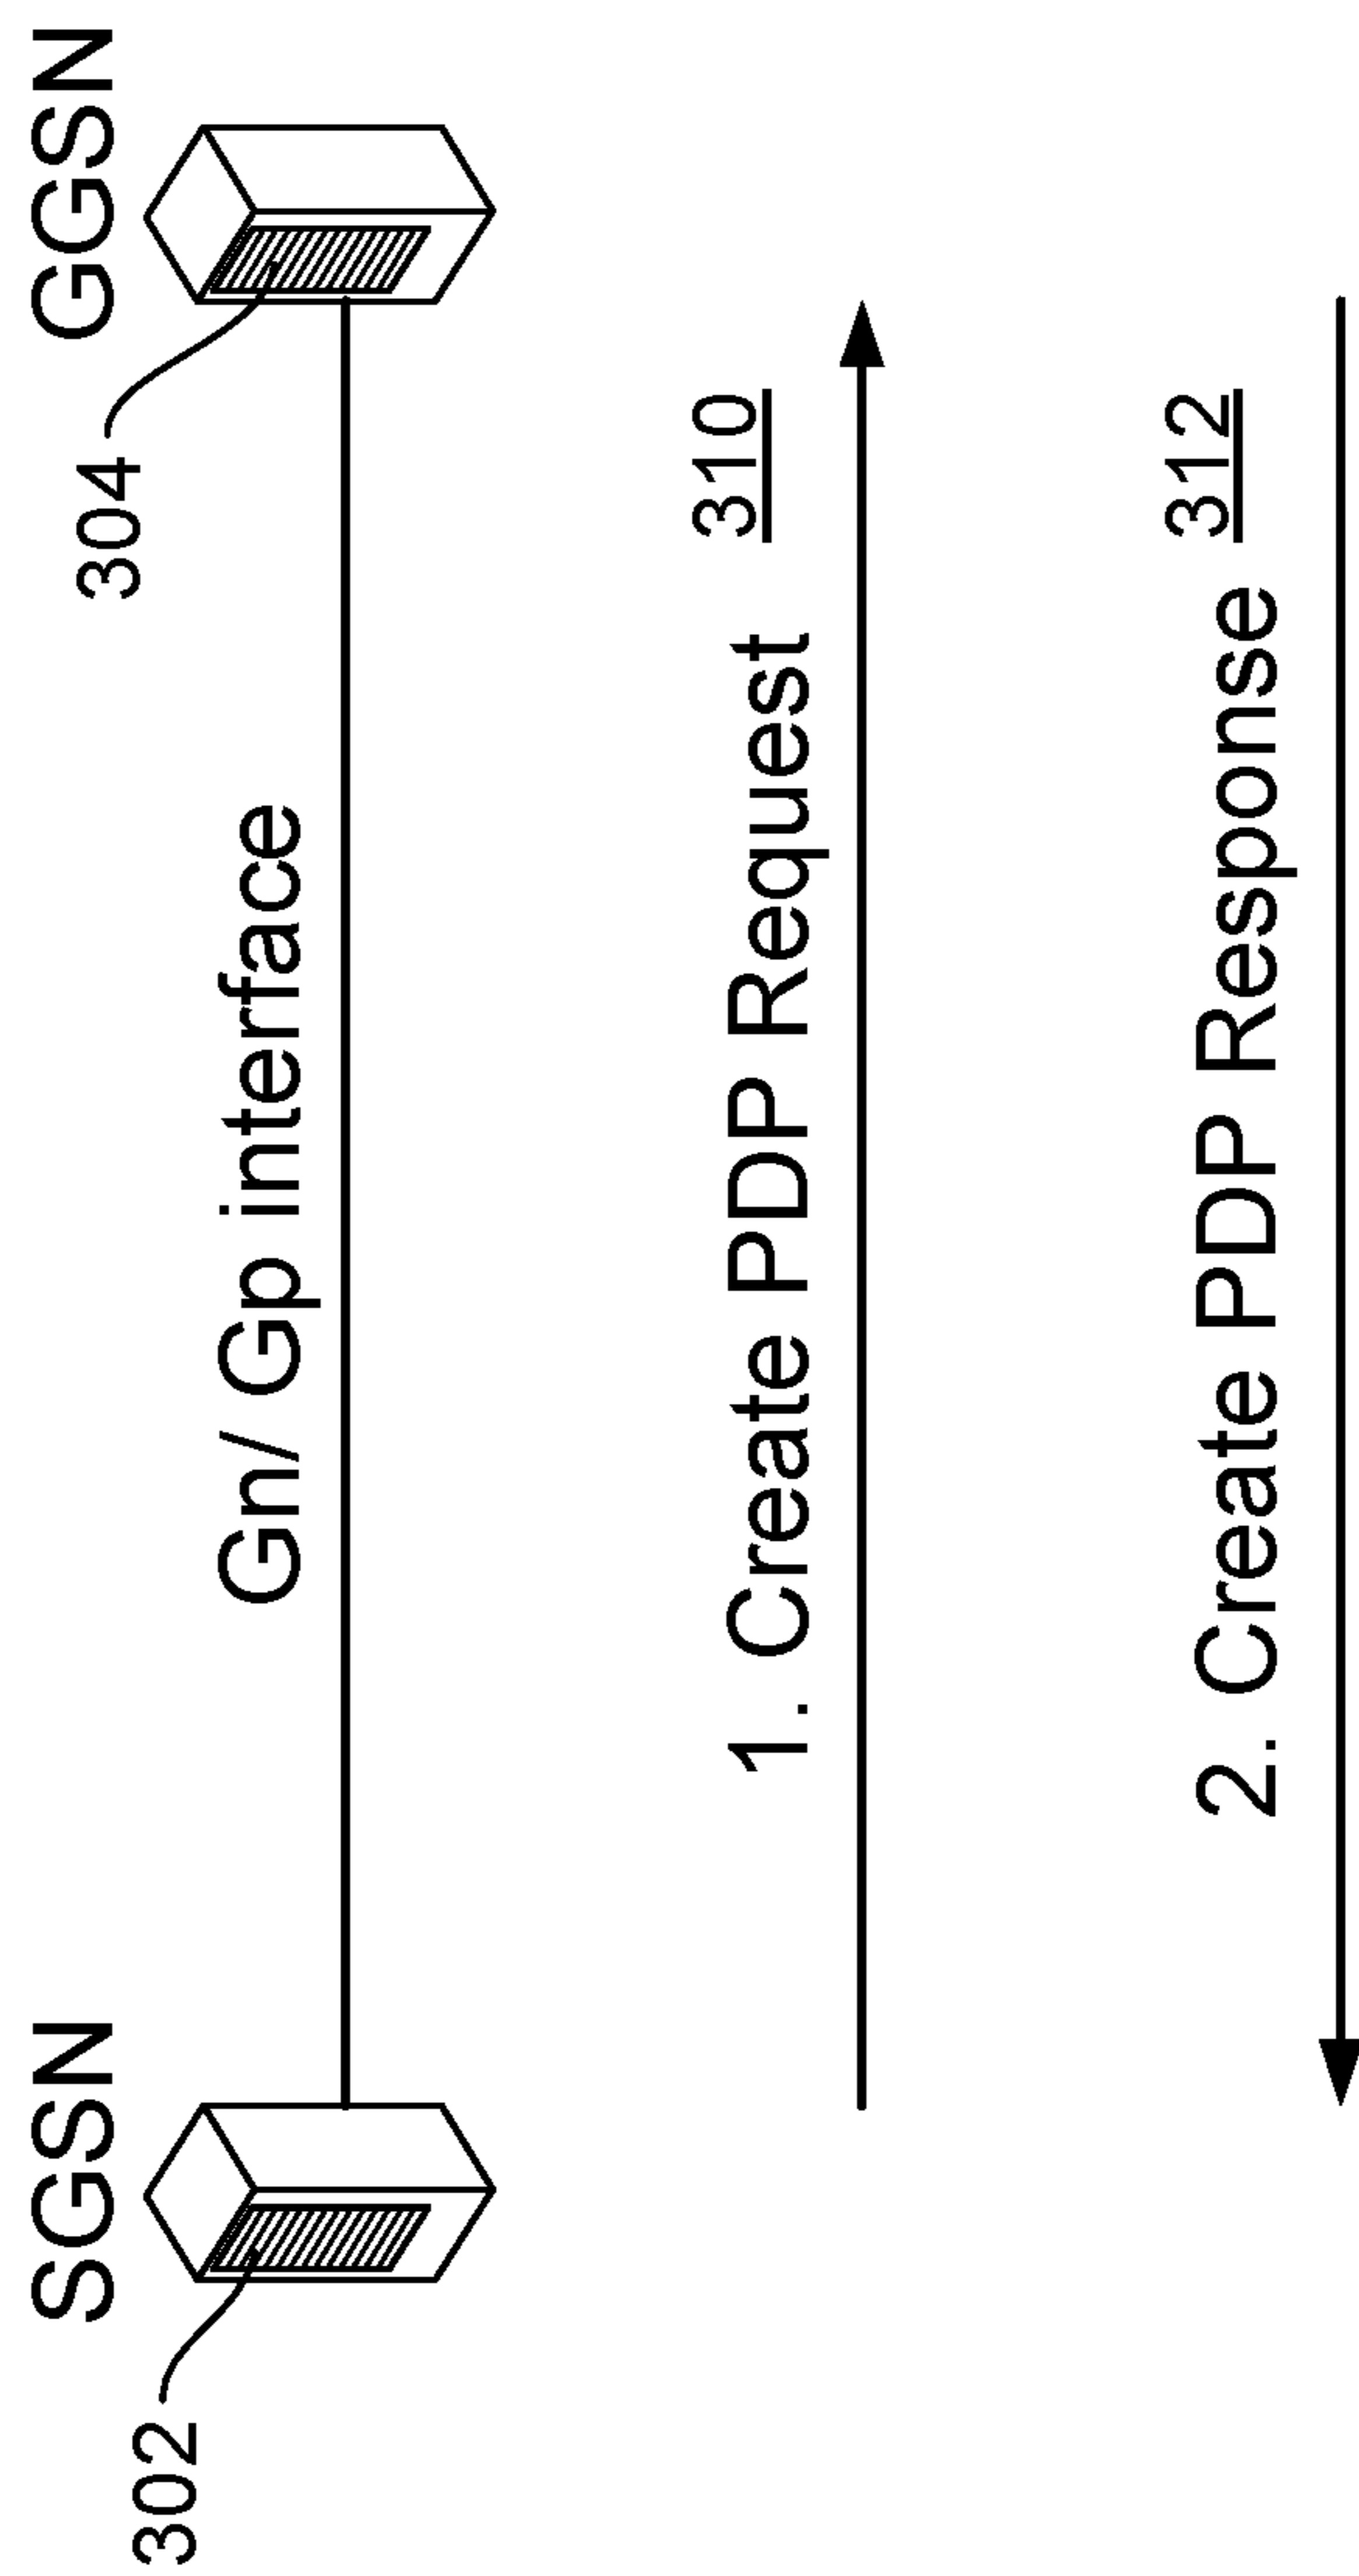 SGSN
GGSN
302
304
Gn/ Gp interface
310
1. Create PDP Request
312
2. Create PDP Response